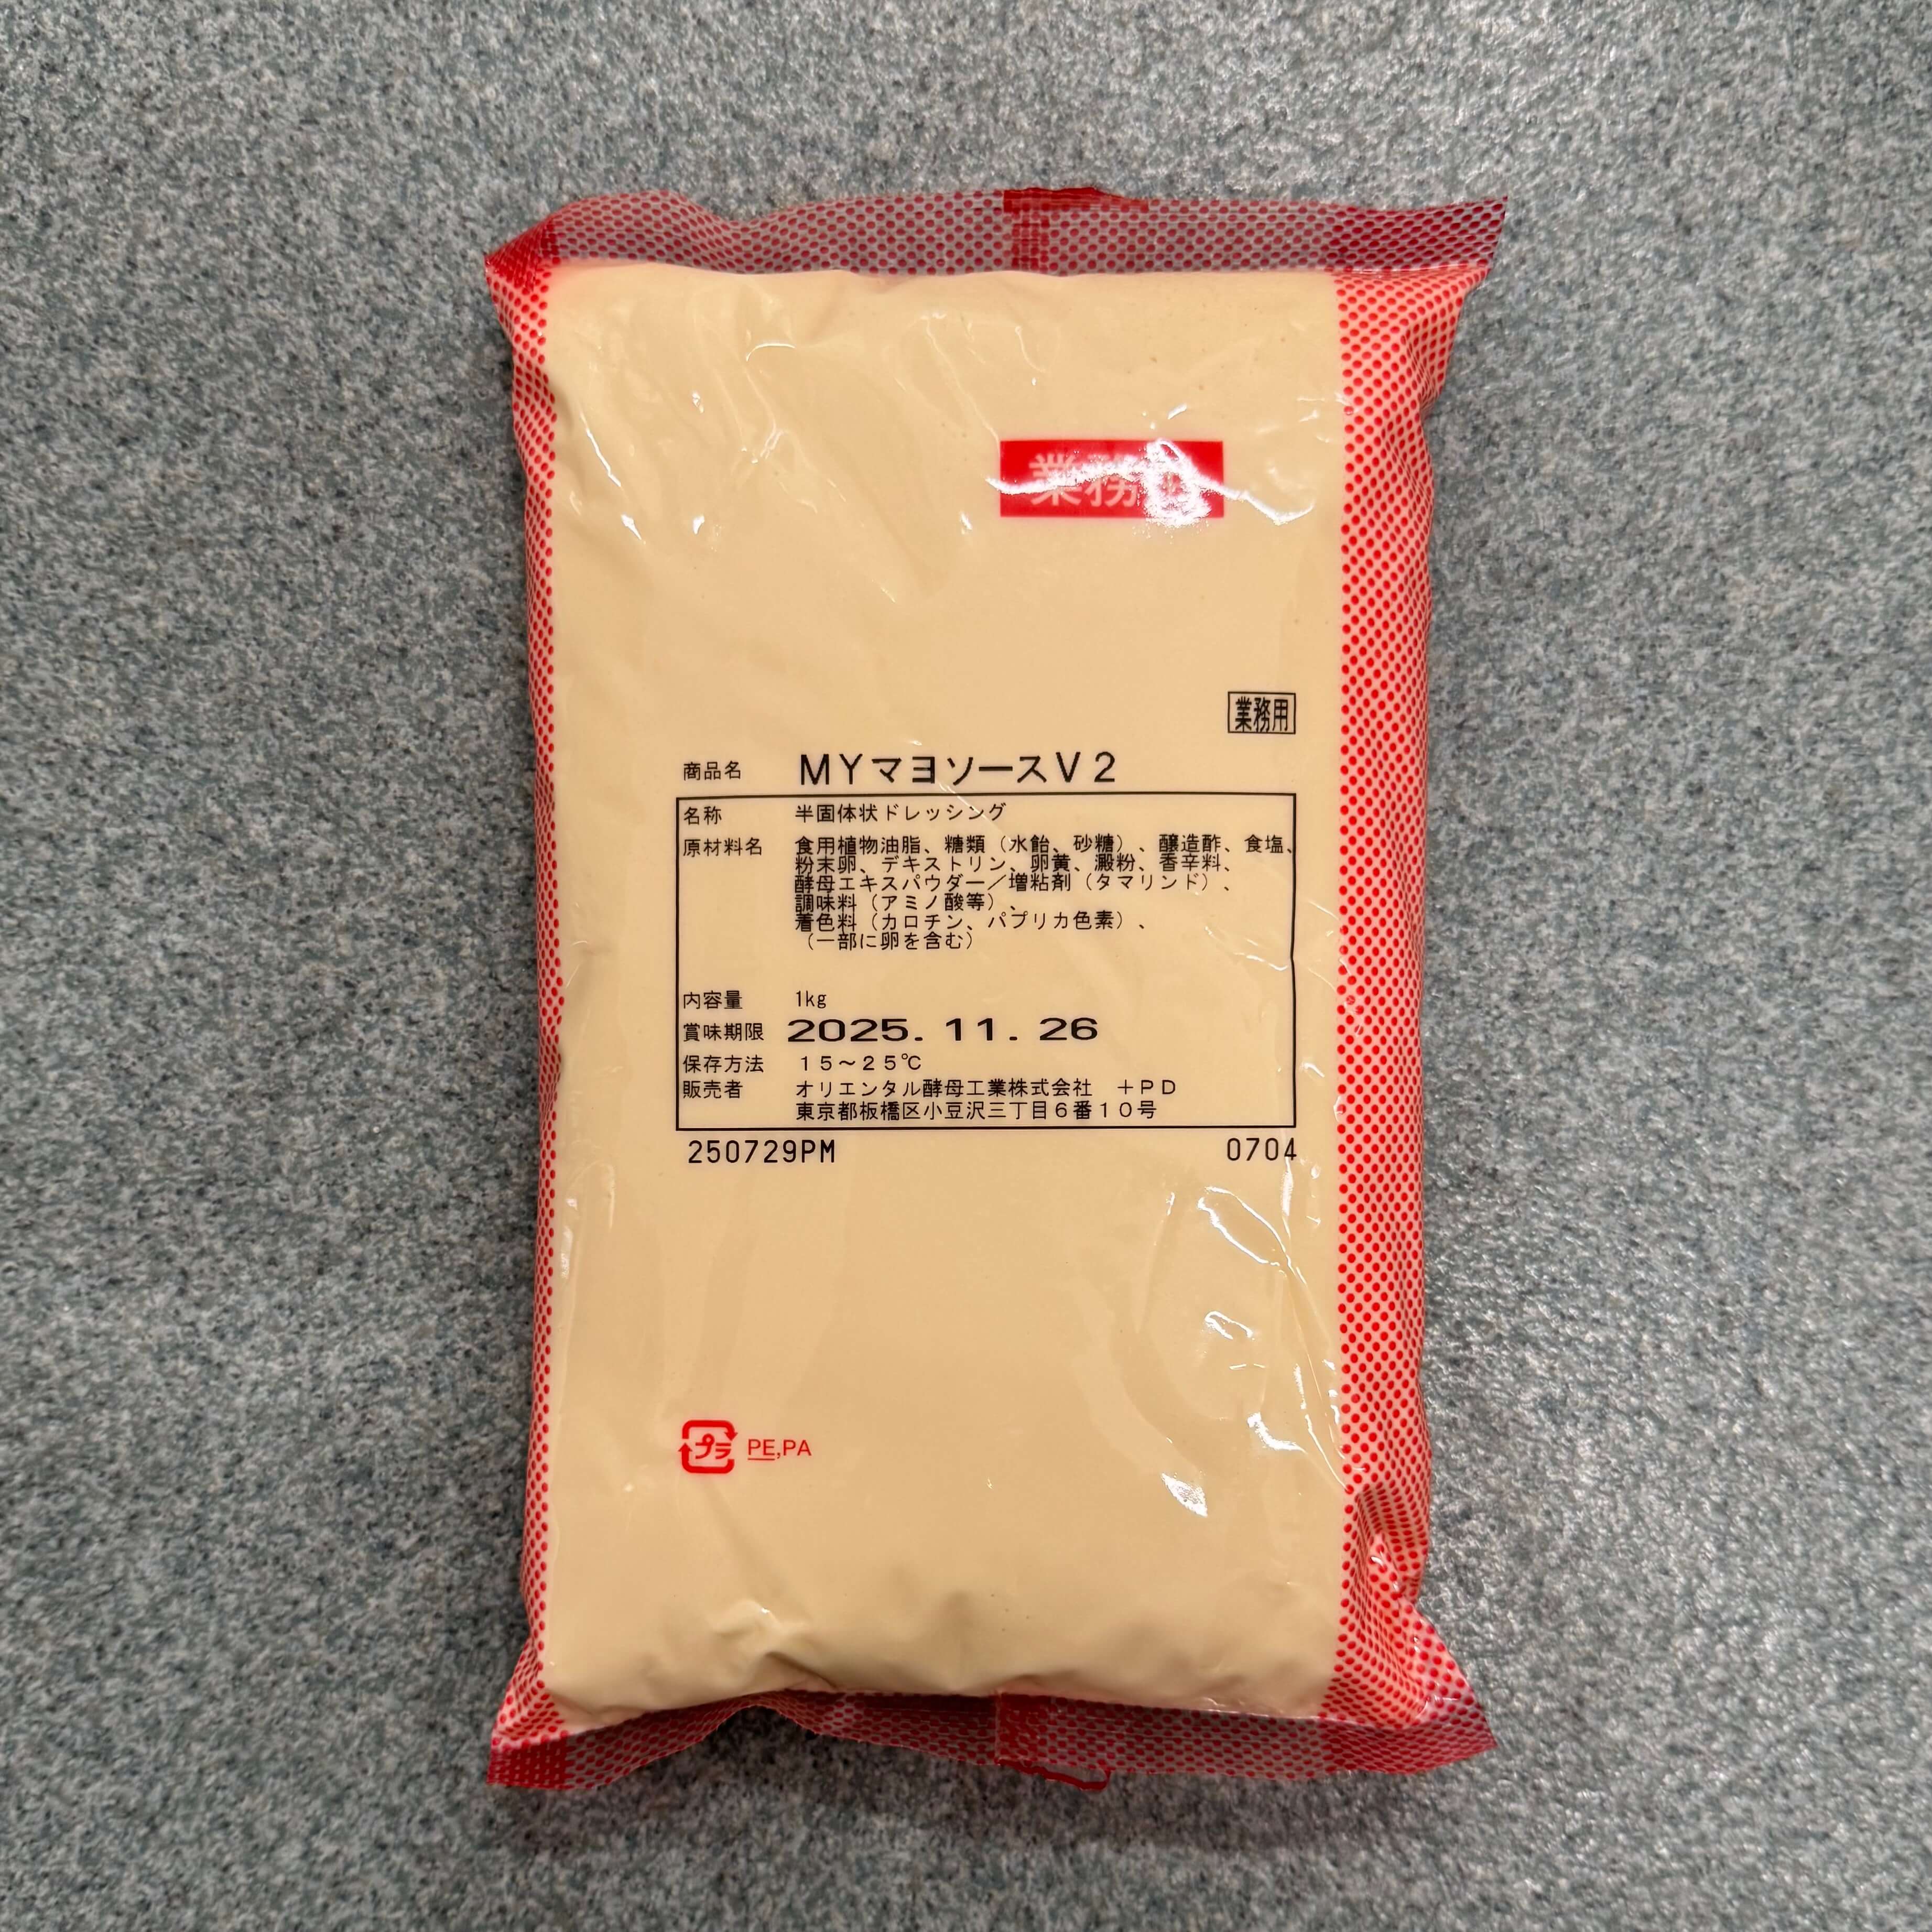 業務用
業務用
商品名 MYマヨソースV2
名称 半固体状ドレッシング
原材料名 食用植物油脂、糖類（水飴、砂糖）、醸造酢、食塩、
粉末卵、デキストリン、卵黄、澱粉、香辛料、
酵母エキスパウダー／増粘剤（タマリンド）、
調味料（アミノ酸等）、
着色料（カロチン、パプリカ色素）、
（一部に卵を含む）
内容量 1kg
賞味期限 2025.11.26
保存方法 15～25℃
販売者 オリエンタル酵母工業株式会社 +PD
東京都板橋区小豆沢三丁目6番10号
250729PM 0704
プラ PE,PA